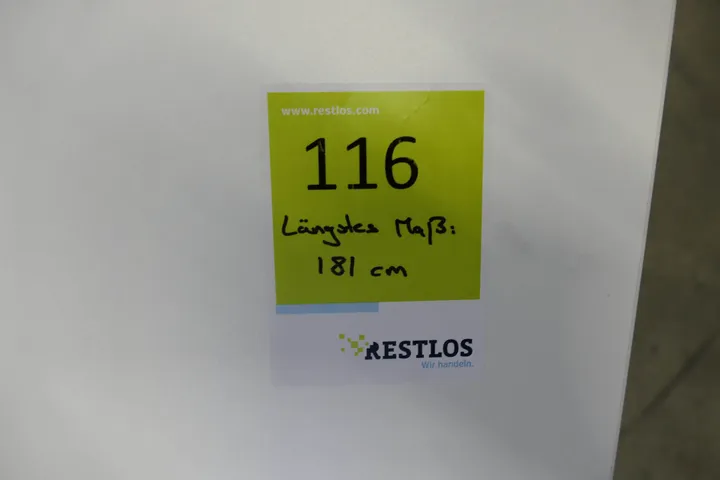 www.restlos.com
116
Längstes Maß:
181 cm
RESTLOS
Wir handeln.